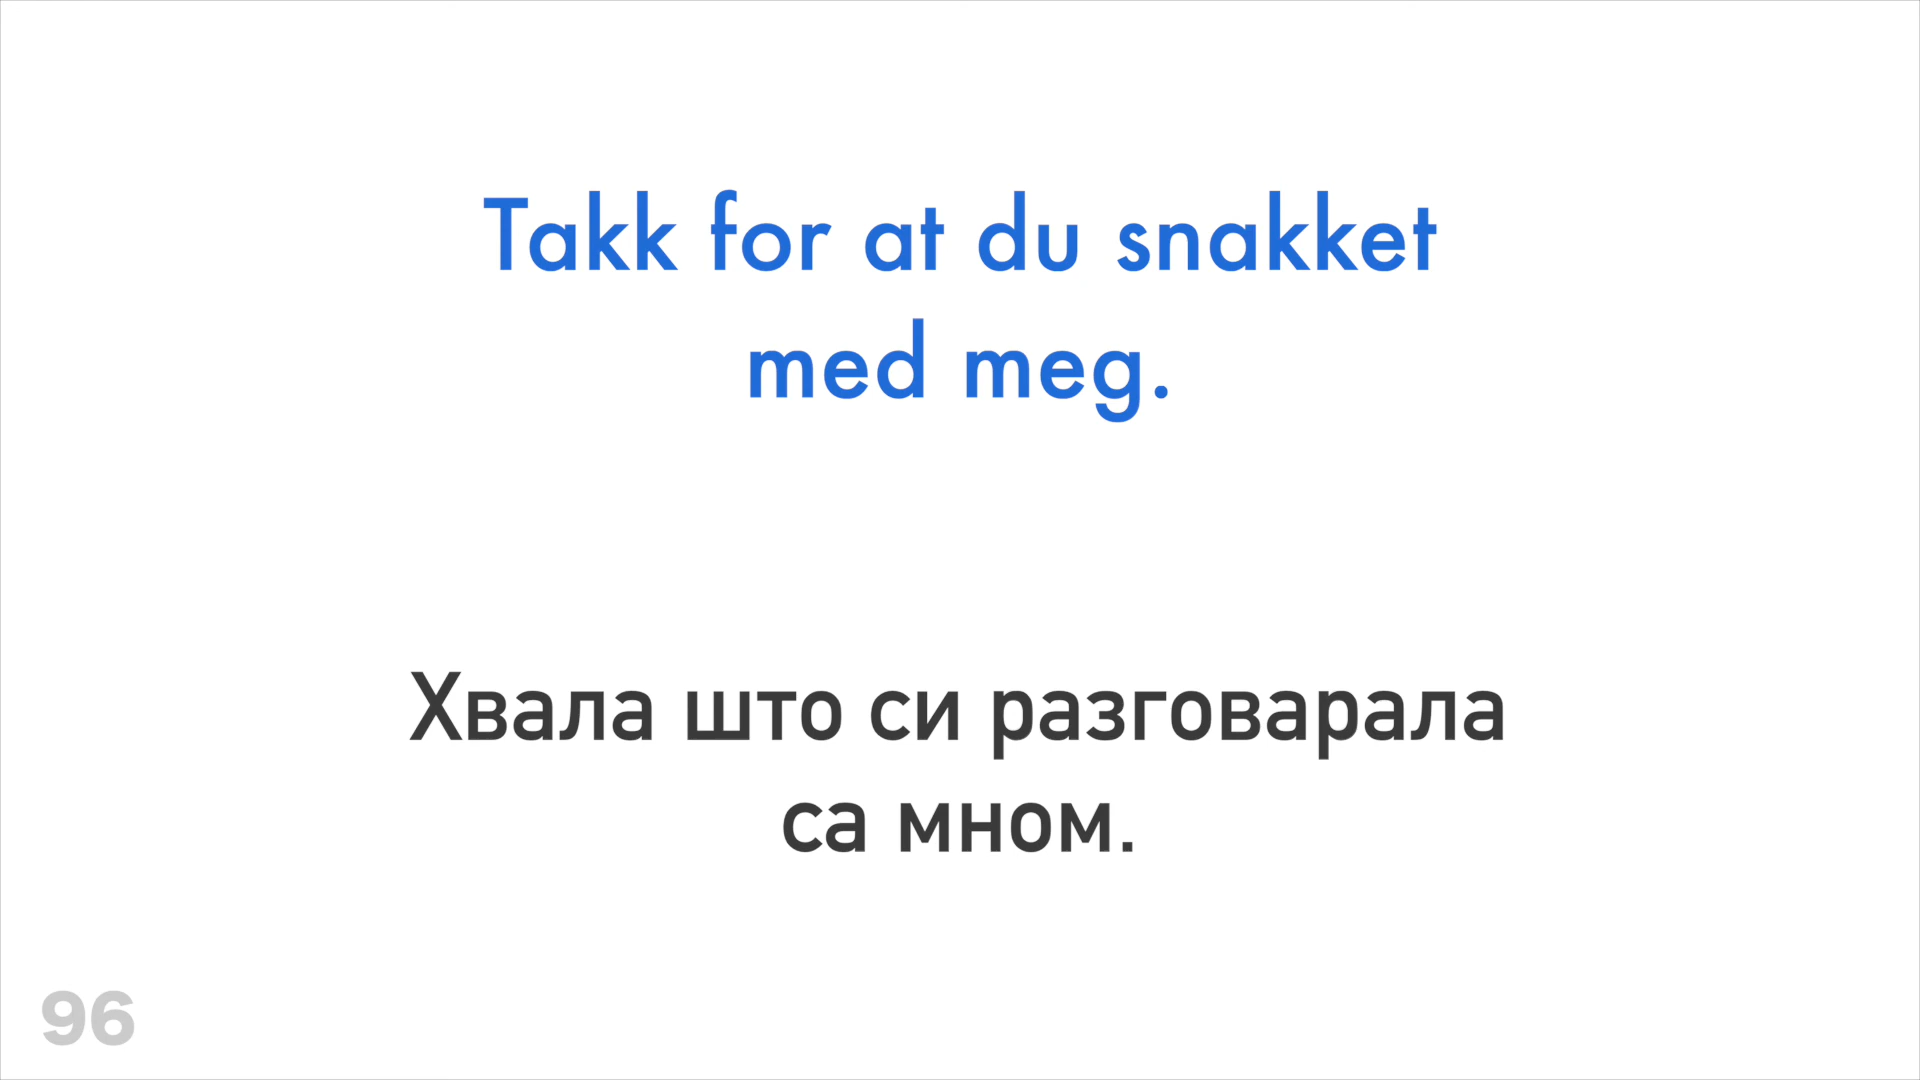 Takk for at du snakket
med meg.
Хвала што си разговарала
са мном.
96